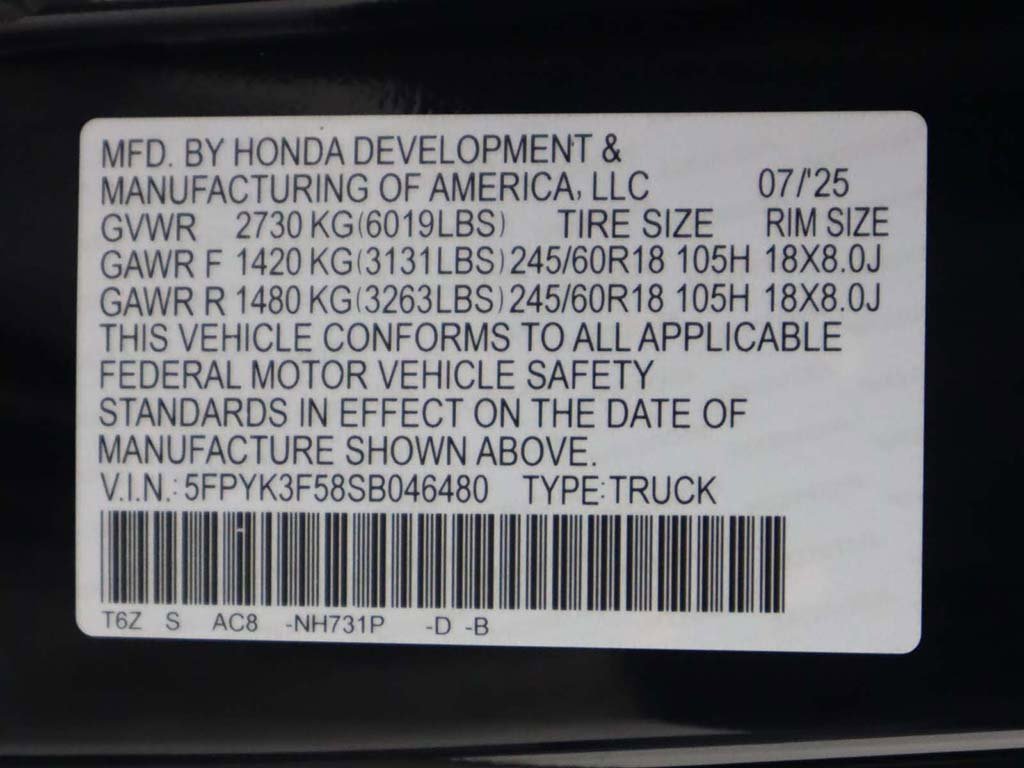 MFD. BY HONDA DEVELOPMENT &
MANUFACTURING OF AMERICA, LLC 07/'25
GVWR 2730 KG(6019LBS) TIRE SIZE RIM SIZE
GAWR F 1420 KG(3131LBS) 245/60R18 105H 18X8.0J
GAWR R 1480 KG(3263LBS) 245/60R18 105H 18X8.0J
THIS VEHICLE CONFORMS TO ALL APPLICABLE
FEDERAL MOTOR VEHICLE SAFETY
STANDARDS IN EFFECT ON THE DATE OF
MANUFACTURE SHOWN ABOVE.
V.I.N.: 5FPYK3F58SB046480 TYPE: TRUCK
T6Z S AC8 -NH731P -D -B